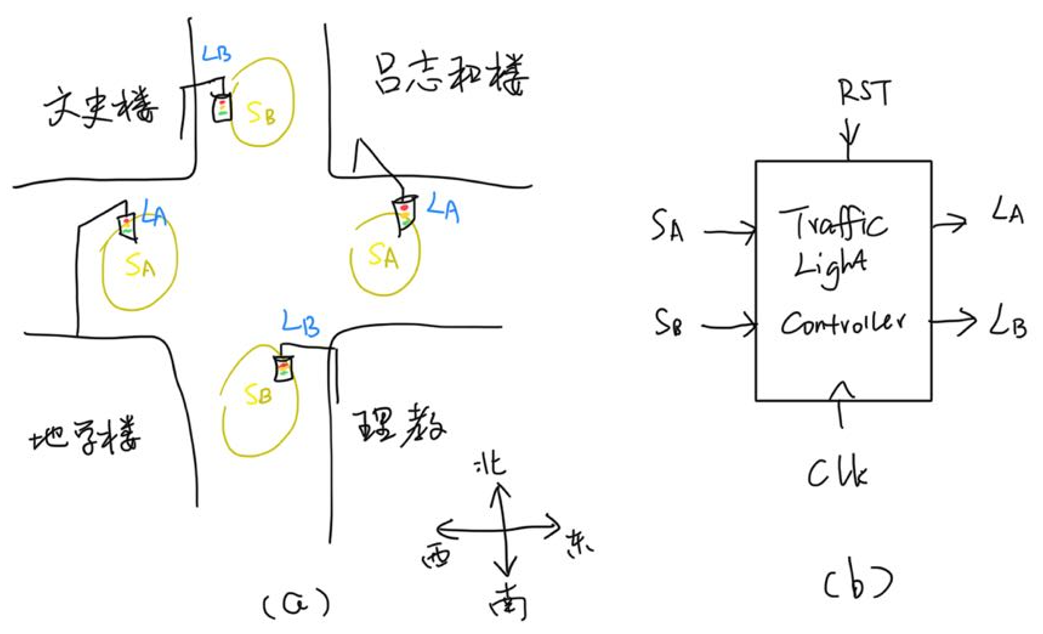 LB
SB
文史楼
吕志和楼
LA
SA
LA
SA
LB
SB
地学楼
理教
北
西
东
南
(a)
RST
SA
SB
Traffic
Light
Controller
LA
LB
Clk
(b)